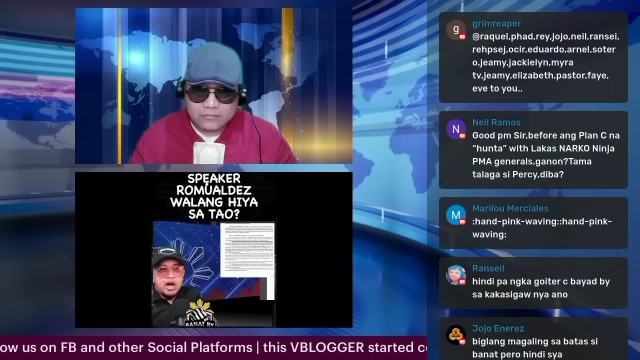 SPEAKER
ROMUALDEZ
WALANG HIYA
SA TAO?
BANAT BY
ow us on FB and other Social Platforms | this VBLOGGER started c
grimreaper
@raquel,phad,rey,jojo,neil,ransei,
rehpsej,ocir,eduardo,arnel,soter
o,jeamy,jackielyn,myra
tv,jeamy,elizabeth,pastor,faye,
eve to you..
Neil Ramos
Good pm Sir,before ang Plan C na
"hunta" with Lakas NARKO Ninja
PMA generals.ganon?Tama
talaga si Percy.diba?
Marilou Merciales
:hand-pink-waving::hand-pink-
waving:
Ranseil
hindi pa ngka goiter c bayad by
sa kakasigaw nya ano
Jojo Enerez
biglang magaling sa batas si
banat pero hindi sya